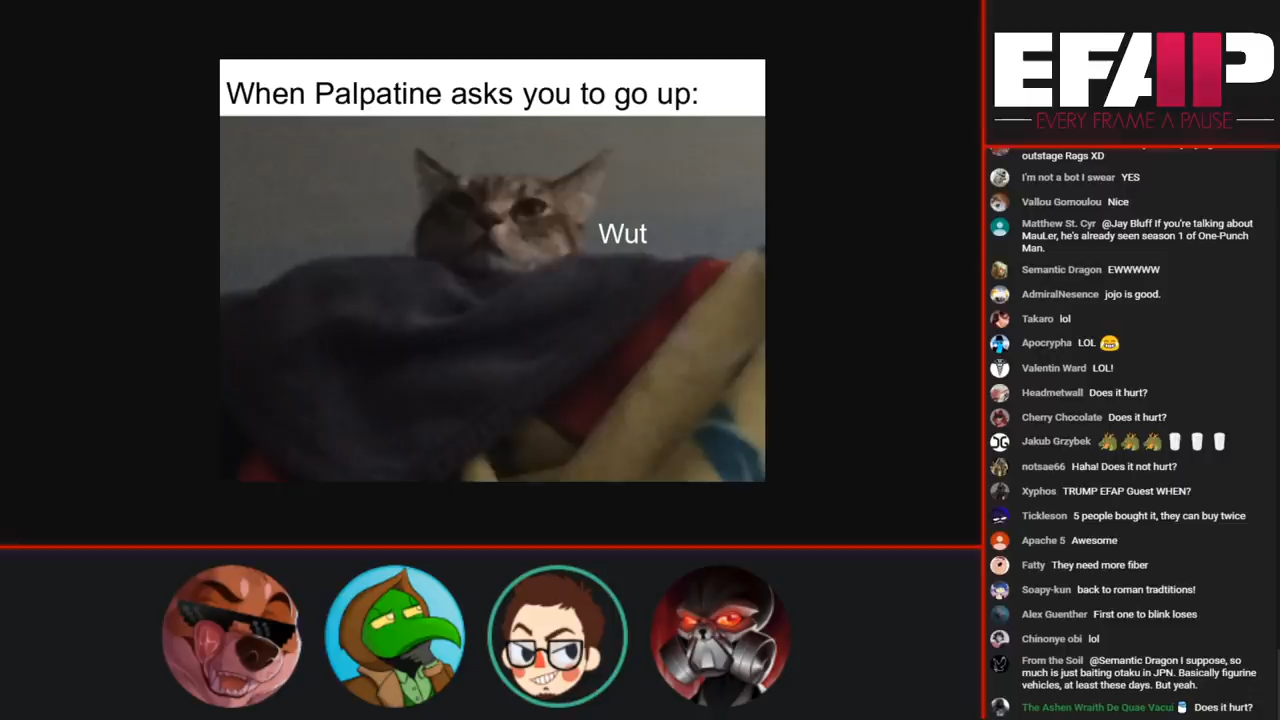 When Palpatine asks you to go up:
Wut
EFAP
EVERY FRAME A PAUSE
outstage Rags XD
I'm not a bot I swear YES
Vallou Gomoulou Nice
Matthew St. Cyr @Jay Bluff If you're talking about
MauLer, he's already seen season 1 of One-Punch
Man.
Semantic Dragon EWWWWW
AdmiralNesence jojo is good.
Takaro lol
Apocrypha LOL
Valentin Ward LOL!
Headmetwall Does it hurt?
Cherry Chocolate Does it hurt?
Jakub Grzybek
notsae66 Haha! Does it not hurt?
Xyphos TRUMP EFAP Guest WHEN?
Tickleson 5 people bought it, they can buy twice
Apache 5 Awesome
Fatty They need more fiber
Soapy-kun back to roman tradtitions!
Alex Guenther First one to blink loses
Chinonye obi lol
From the Soil @Semantic Dragon I suppose, so
much is just baiting otaku in JPN. Basically figurine
vehicles, at least these days. But yeah.
The Ashen Wraith De Quae Vacui Does it hurt?